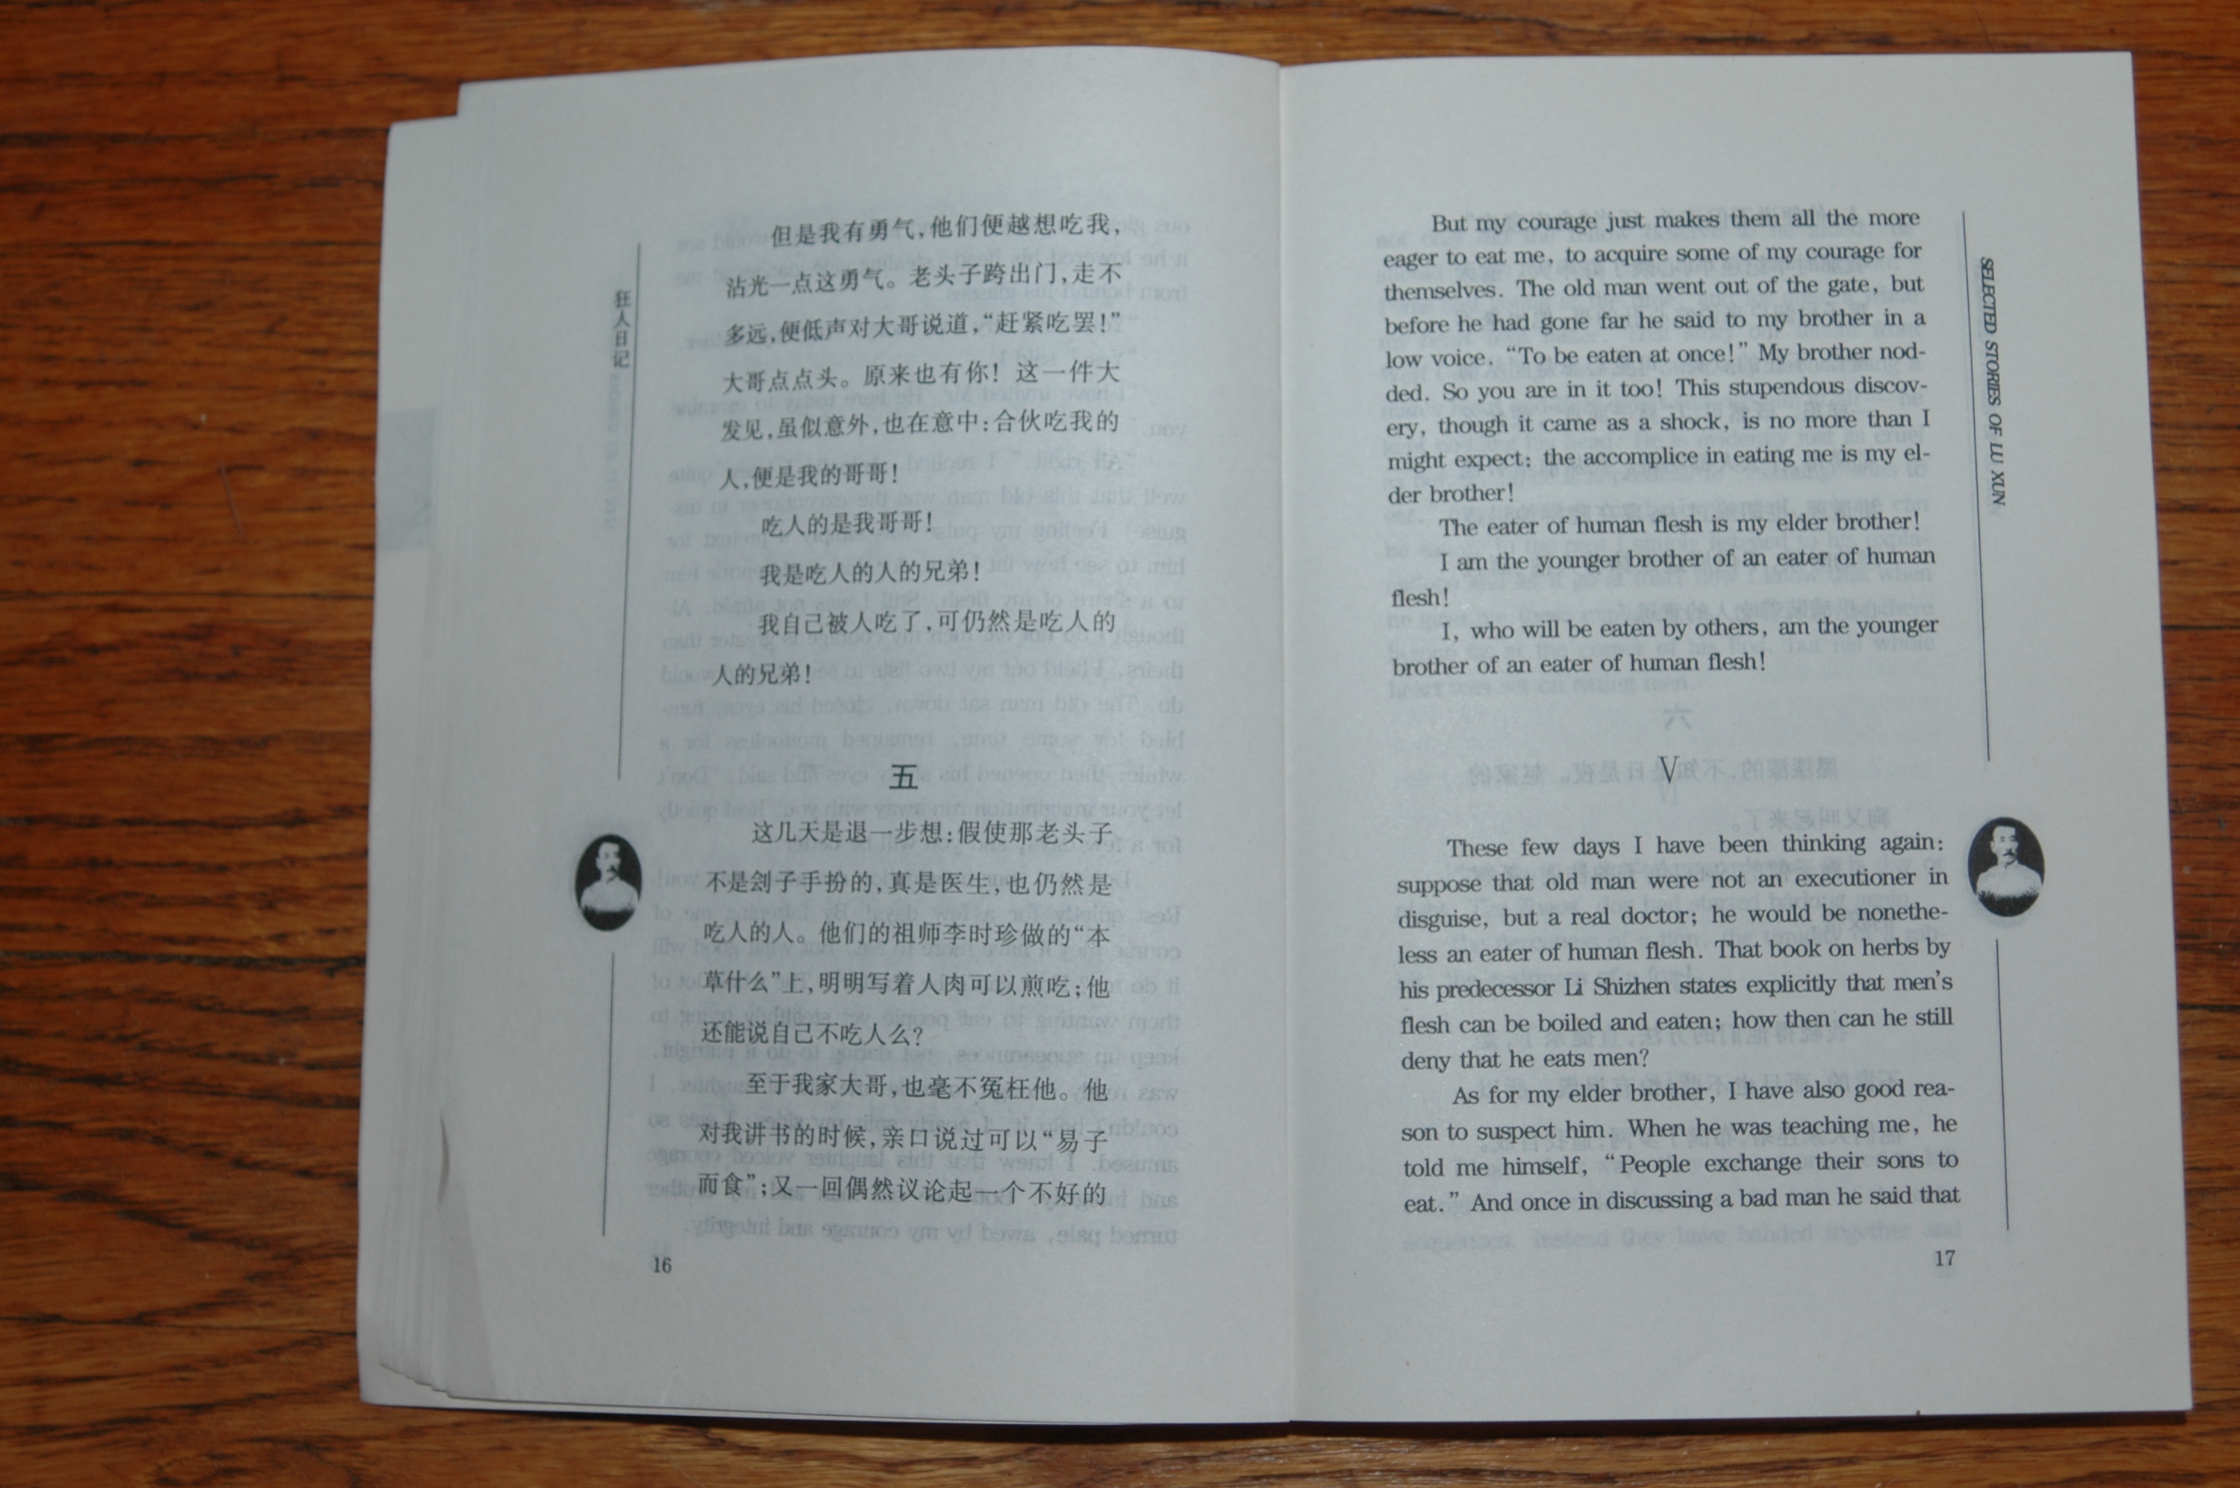 狂人日记
但是我有勇气，他们便越想吃我，
沾光一点这勇气。老头子跨出门，走不
多远，便低声对大哥说道，“赶紧吃罢！”
大哥点点头。原来也有你！这一件大
发见，虽似意外，也在意中：合伙吃我的
人，便是我的哥哥！
吃人的是我哥哥！
我是吃人的人的兄弟！
我自己被人吃了，可仍然是吃人的
人的兄弟！
五
这几天是退一步想：假使那老头子
不是刽子手扮的，真是医生，也仍然是
吃人的人。他们的祖师李时珍做的“本
草什么”上，明明写着人肉可以煎吃；他
还能说自己不吃人么？
至于我家大哥，也毫不冤枉他。他
对我讲书的时候，亲口说过可以“易子
而食”；又一回偶然议论起一个不好的
16
SELECTED STORIES OF LU XUN
But my courage just makes them all the more
eager to eat me, to acquire some of my courage for
themselves. The old man went out of the gate, but
before he had gone far he said to my brother in a
low voice. “To be eaten at once!” My brother nod-
ded. So you are in it too! This stupendous discov-
ery, though it came as a shock, is no more than I
might expect: the accomplice in eating me is my el-
der brother!
The eater of human flesh is my elder brother!
I am the younger brother of an eater of human
flesh!
I, who will be eaten by others, am the younger
brother of an eater of human flesh!
V
These few days I have been thinking again:
suppose that old man were not an executioner in
disguise, but a real doctor; he would be nonethe-
less an eater of human flesh. That book on herbs by
his predecessor Li Shizhen states explicitly that men's
flesh can be boiled and eaten; how then can he still
deny that he eats men?
As for my elder brother, I have also good rea-
son to suspect him. When he was teaching me, he
told me himself, “People exchange their sons to
eat.” And once in discussing a bad man he said that
17